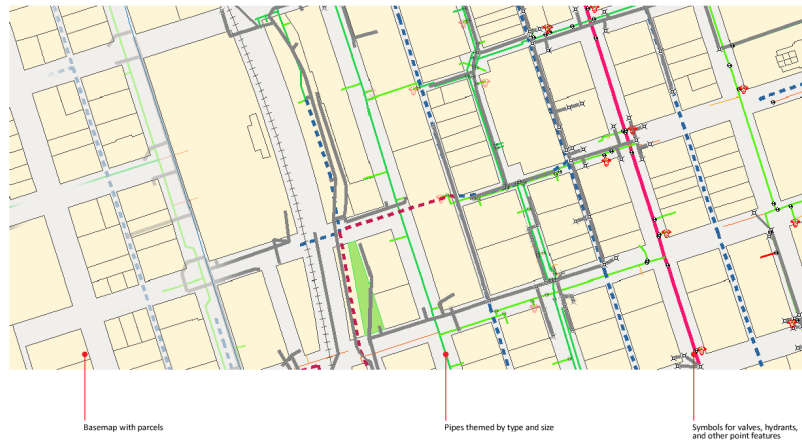 Basemap with parcels
Pipes themed by type and size
Symbols for valves, hydrants,
and other point features